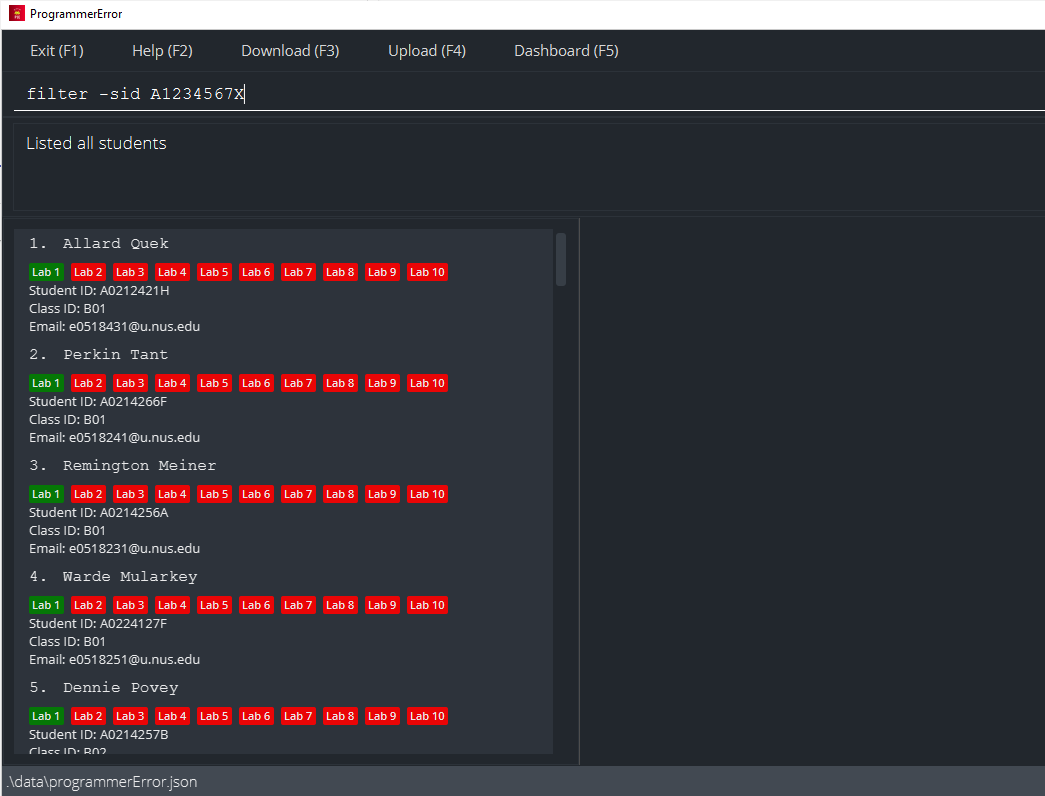 ProgrammerError
Exit (F1) Help (F2) Download (F3) Upload (F4) Dashboard (F5)
filter -sid A1234567X
Listed all students
1. Allard Quek
Lab 1 Lab 2 Lab 3 Lab 4 Lab 5 Lab 6 Lab 7 Lab 8 Lab 9 Lab 10
Student ID: A0212421H
Class ID: B01
Email: e0518431@u.nus.edu
2. Perkin Tant
Lab 1 Lab 2 Lab 3 Lab 4 Lab 5 Lab 6 Lab 7 Lab 8 Lab 9 Lab 10
Student ID: A0214266F
Class ID: B01
Email: e0518241@u.nus.edu
3. Remington Meiner
Lab 1 Lab 2 Lab 3 Lab 4 Lab 5 Lab 6 Lab 7 Lab 8 Lab 9 Lab 10
Student ID: A0214256A
Class ID: B01
Email: e0518231@u.nus.edu
4. Warde Mularkey
Lab 1 Lab 2 Lab 3 Lab 4 Lab 5 Lab 6 Lab 7 Lab 8 Lab 9 Lab 10
Student ID: A0224127F
Class ID: B01
Email: e0518251@u.nus.edu
5. Dennie Povey
Lab 1 Lab 2 Lab 3 Lab 4 Lab 5 Lab 6 Lab 7 Lab 8 Lab 9 Lab 10
Student ID: A0214257B
Class ID: B02
.\data\programmerError.json